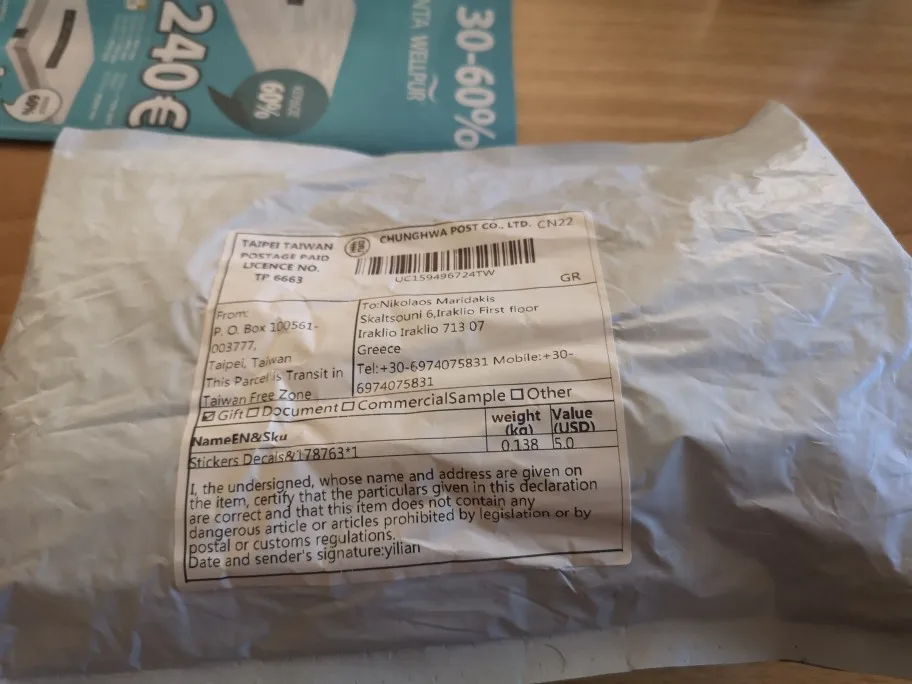 30-60%
NTA WELLPUR
240€
60%
60%
TAIPEI TAIWAN
POSTAGE PAID
LICENCE NO.
TP 6663
CHUNGHWA POST CO., LTD. CN22
UC159496724TW
GR
From:
P. O. Box 100561-
003777,
Taipei, Taiwan
This Parcel is Transit in
Taiwan Free Zone
To:Nikolaos Maridakis
Skaltsouni 6,Iraklio First floor
Iraklio Iraklio 713 07
Greece
Tel:+30-6974075831 Mobile:+30-
6974075831
☑ Gift ☐ Document ☐ CommercialSample ☐ Other
NameEN&Sku weight (kg) Value (USD)
Stickers Decals&178763*1 0.138 5.0
I, the undersigned, whose name and address are given on
the item, certify that the particulars given in this declaration
are correct and that this item does not contain any
dangerous article or articles prohibited by legislation or by
postal or customs regulations.
Date and sender's signature:yilian